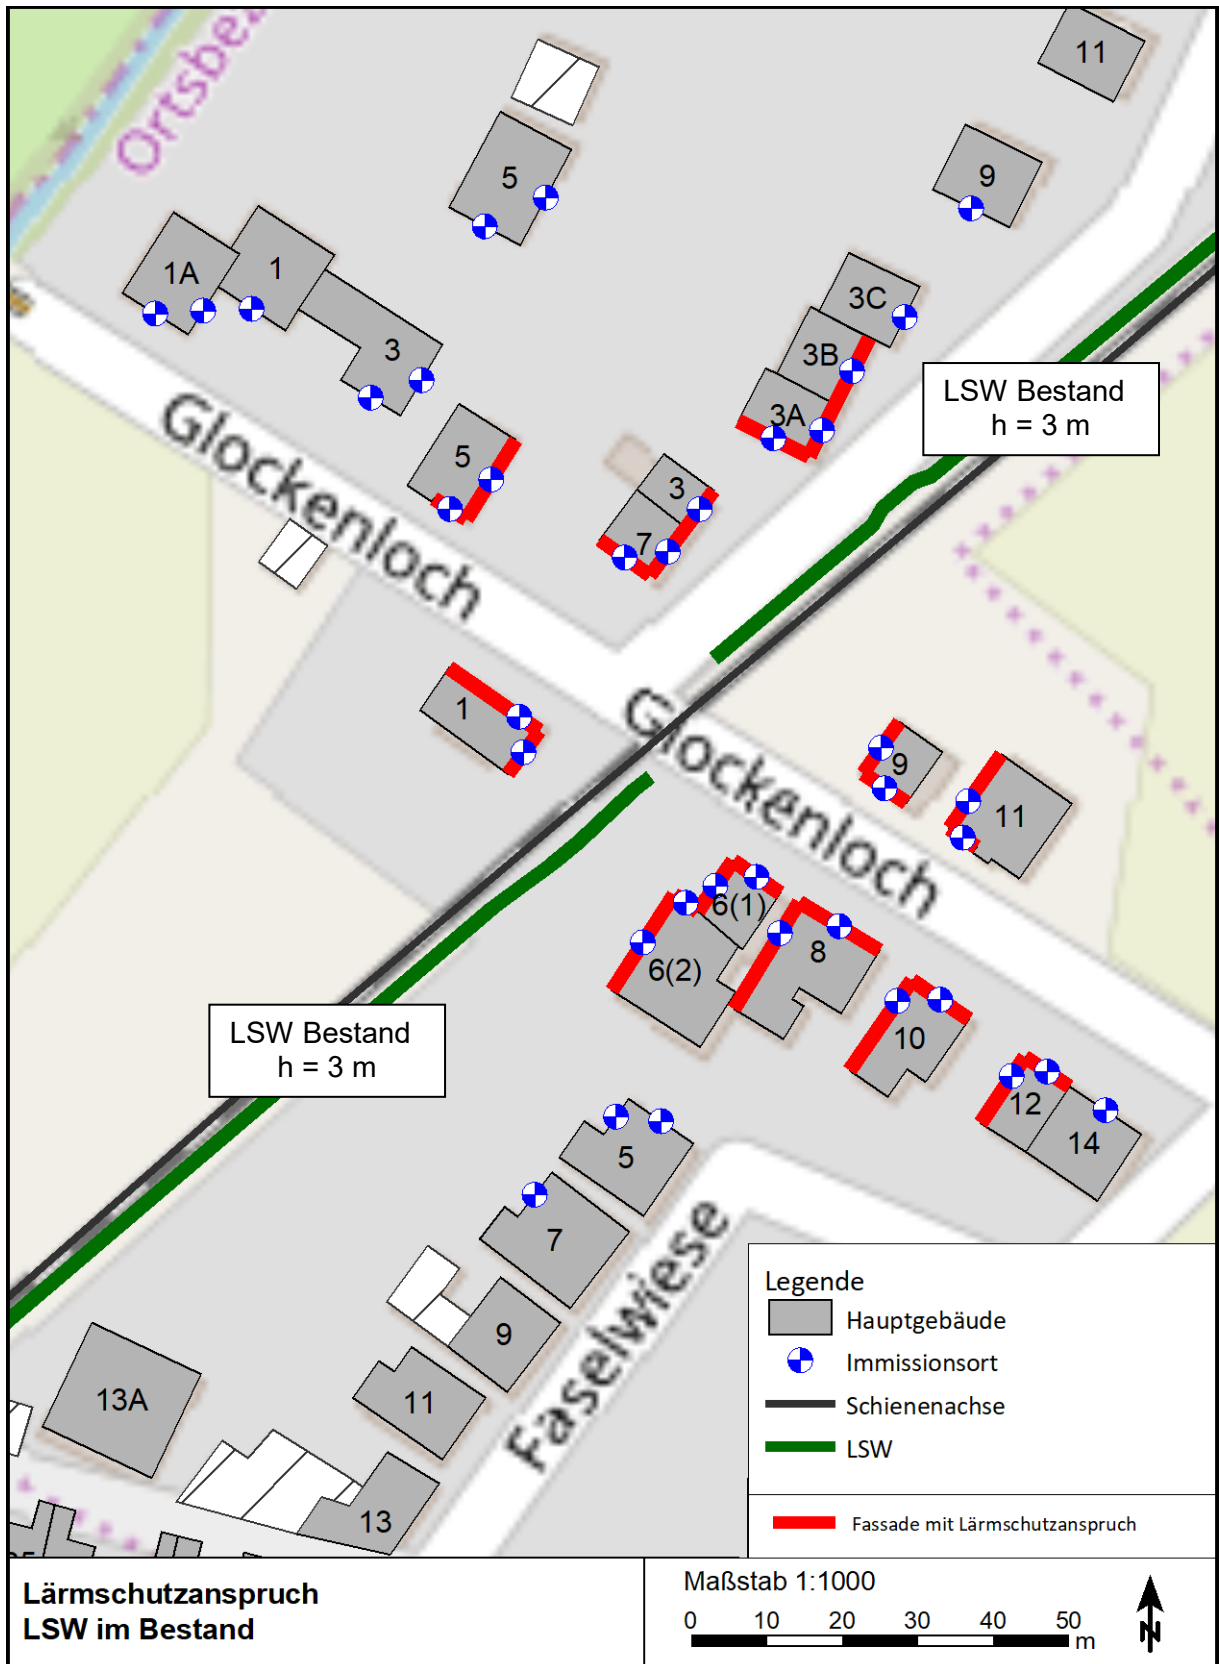 Ortsbez
11
5
9
1A
1
3
3C
3B
3A
LSW Bestand
h = 3 m
Glockenloch
5
3
7
1
Glockenloch
9
11
6(1)
6(2)
8
10
LSW Bestand
h = 3 m
12
14
5
7
Faselwiese
9
11
13A
13
Legende
Hauptgebäude
Immissionsort
Schienenachse
LSW
Fassade mit Lärmschutzanspruch
Lärmschutzanspruch
LSW im Bestand
Maßstab 1:1000
0 10 20 30 40 50
m
N